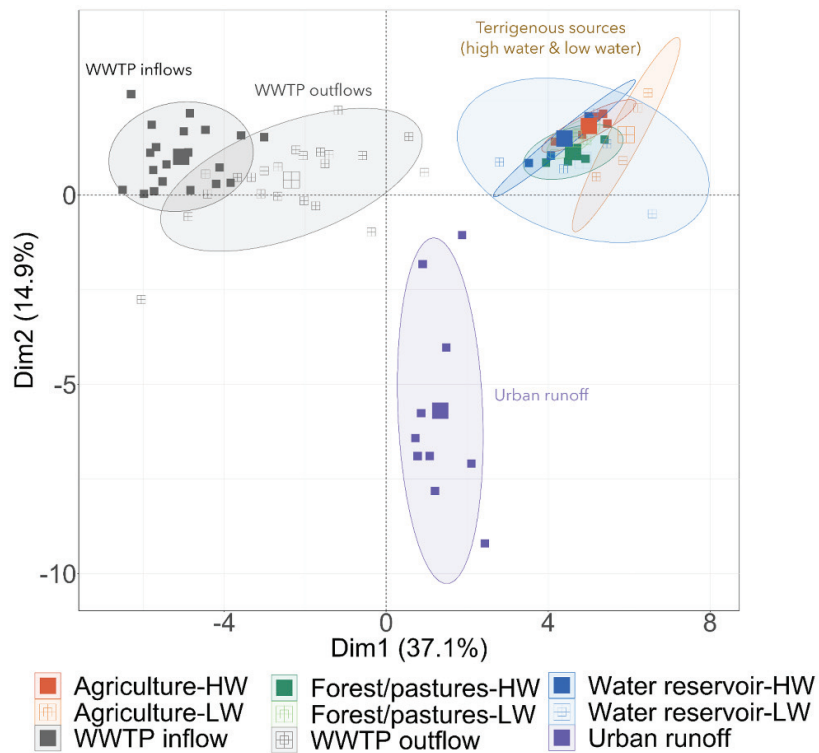 Terrigenous sources
(high water & low water)
WWTP inflows
WWTP outflows
Urban runoff
0
-5
-10
Dim2 (14.9%)
-4
0
4
8
Dim1 (37.1%)
Agriculture-HW
Forest/pastures-HW
Water reservoir-HW
Agriculture-LW
Forest/pastures-LW
Water reservoir-LW
WWTP inflow
WWTP outflow
Urban runoff